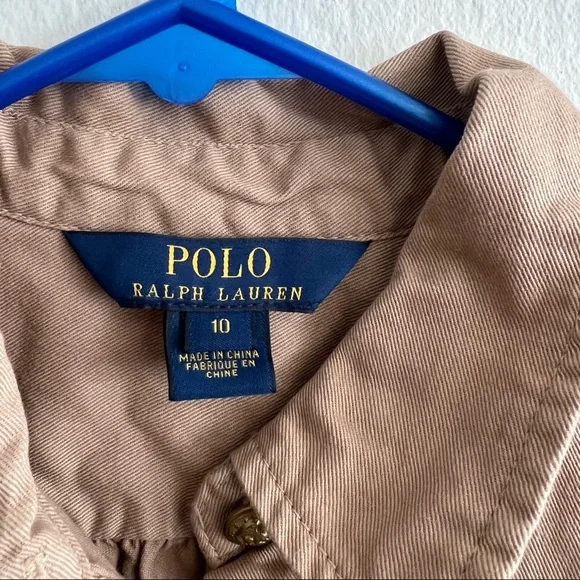 POLO
RALPH LAUREN
10
MADE IN CHINA
FABRIQUE EN
CHINE